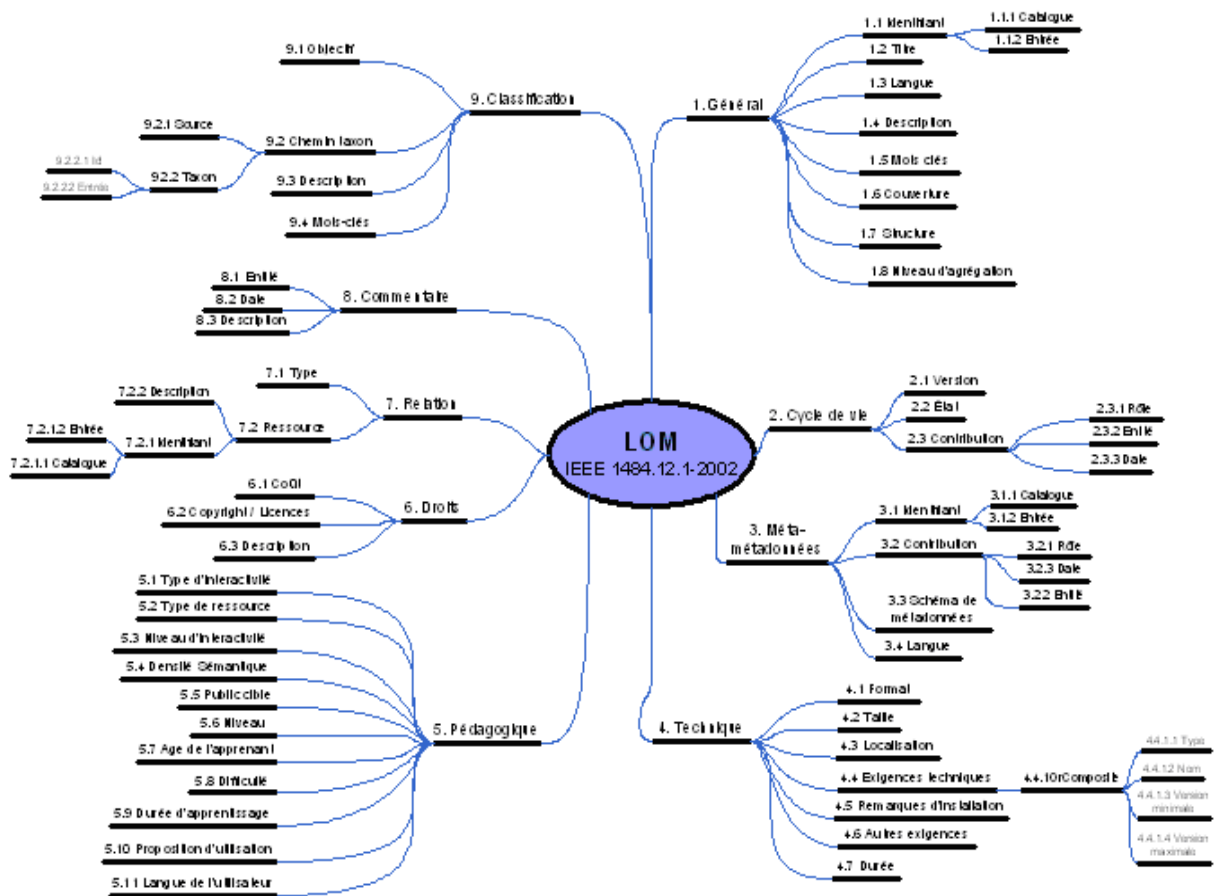 LOM
IEEE 1484.12.1-2002
1. Général
1.1 Identifiant
1.1.1 Catalogue
1.1.2 Entrée
1.2 Titre
1.3 Langue
1.4 Description
1.5 Mots clés
1.6 Couverture
1.7 Structure
1.8 Niveau d'agrégation
2. Cycle de vie
2.1 Version
2.2 État
2.3 Contribution
2.3.1 Rôle
2.3.2 Entité
2.3.3 Date
3. Méta-
métadonnées
3.1 Identifiant
3.1.1 Catalogue
3.1.2 Entrée
3.2 Contribution
3.2.1 Rôle
3.2.3 Date
3.2.2 Entité
3.3 Schéma de
métadonnées
3.4 Langue
4. Technique
4.1 Format
4.2 Taille
4.3 Localisation
4.4 Exigences techniques
4.4.1OrComposite
4.4.1.1 Type
4.4.1.2 Nom
4.4.1.3 Version
minimale
4.4.1.4 Version
maximale
4.5 Remarques d'installation
4.6 Autres exigences
4.7 Durée
5. Pédagogique
5.1 Type d'interactivité
5.2 Type de ressource
5.3 Niveau d'interactivité
5.4 Densité Sémantique
5.5 Public cible
5.6 Niveau
5.7 Age de l'apprenant
5.8 Difficulté
5.9 Durée d'apprentissage
5.10 Proposition d'utilisation
5.11 Langue de l'utilisateur
6. Droits
6.1 Coût
6.2 Copyright / Licences
6.3 Description
7. Relation
7.1 Type
7.2 Ressource
7.2.2 Description
7.2.1 Identifiant
7.2.1.2 Entrée
7.2.1.1 Catalogue
8. Commentaire
8.1 Entité
8.2 Date
8.3 Description
9. Classification
9.1 Objectif
9.2 Chemin taxon
9.2.1 Source
9.2.2 Taxon
9.2.2.1 Id
9.2.2.2 Entrée
9.3 Description
9.4 Mots-clés